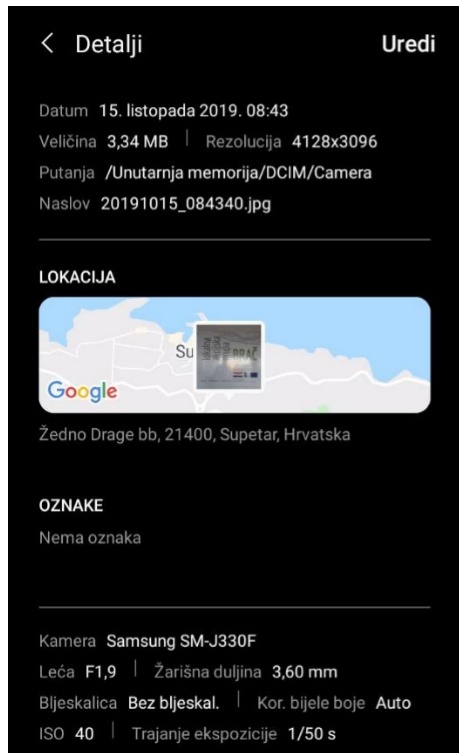 Detalji
Uredi
Datum 15. listopada 2019. 08:43
Veličina 3,34 MB | Rezolucija 4128x3096
Putanja /Unutarnja memorija/DCIM/Camera
Naslov 20191015_084340.jpg
LOKACIJA
Su
BRAČ
Google
Žedno Drage bb, 21400, Supetar, Hrvatska
OZNAKE
Nema oznaka
Kamera Samsung SM-J330F
Leća F1,9 | Žarišna duljina 3,60 mm
Bljeskalica Bez bljeskal. | Kor. bijele boje Auto
ISO 40 | Trajanje ekspozicije 1/50 s